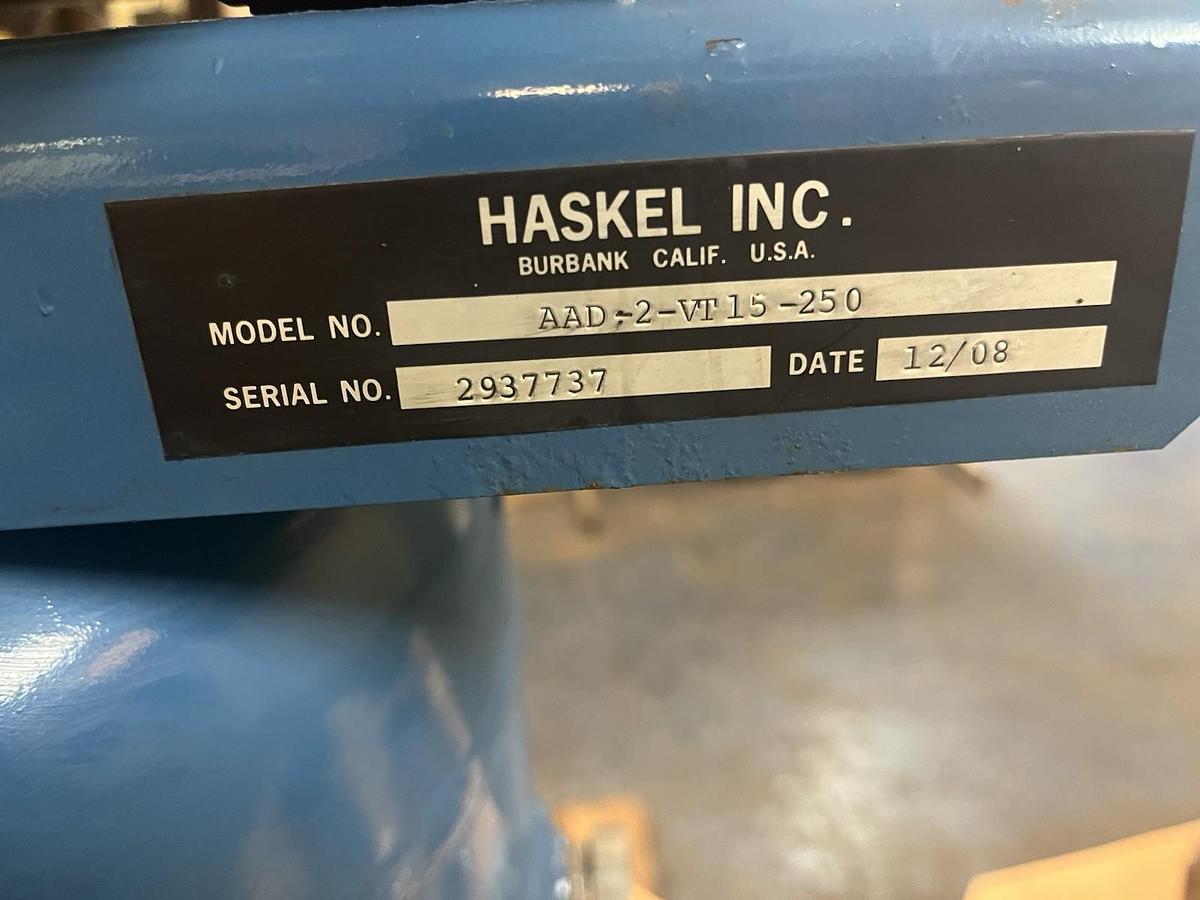 HASKEL INC.
BURBANK CALIF. U.S.A.
MODEL NO. AAD-2-VT15-250
SERIAL NO. 2937737 DATE 12/08